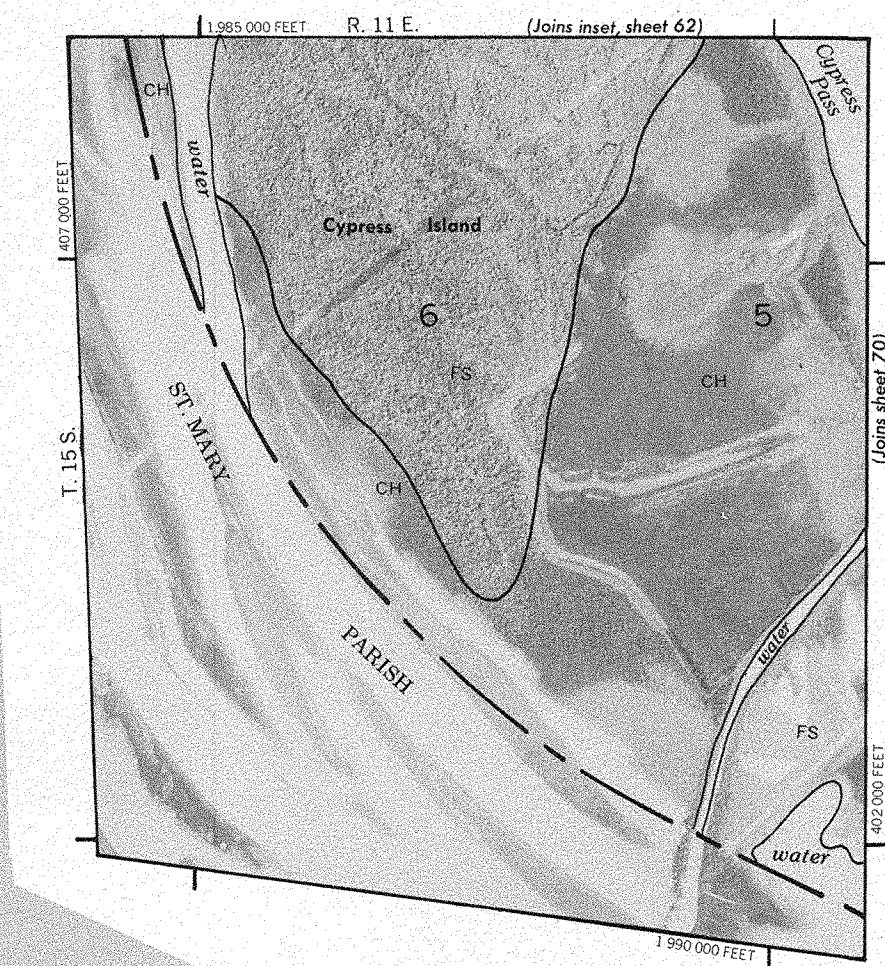 1 985 000 FEET R. 11 E. (Joins inset, sheet 62)
CH
Cypress
Pass
water
407 000 FEET
Cypress Island
6
5
FS
CH
(Joins sheet 70)
ST. MARY
T. 15 S.
CH
PARISH
water
FS
402 000 FEET
water
1 990 000 FEET